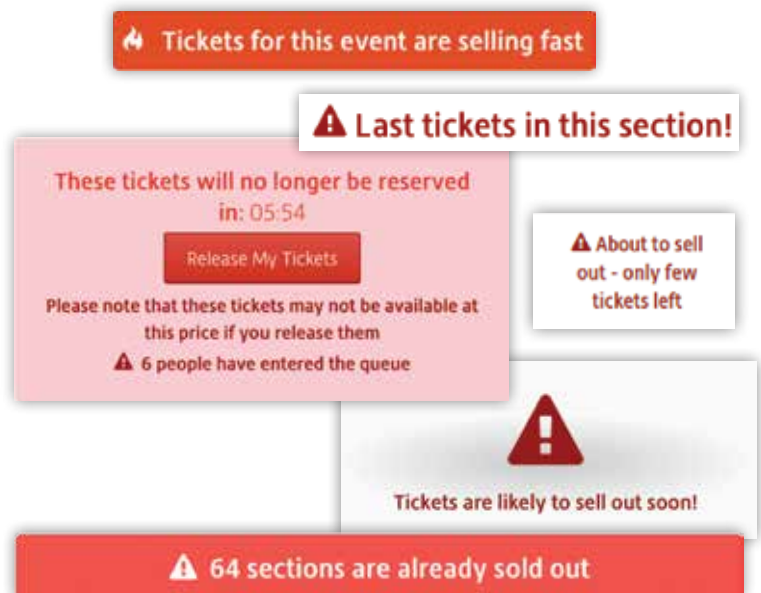 Tickets for this event are selling fast
Last tickets in this section!
These tickets will no longer be reserved
in: 05:54
Release My Tickets
Please note that these tickets may not be available at
this price if you release them
6 people have entered the queue
About to sell
out - only few
tickets left
Tickets are likely to sell out soon!
64 sections are already sold out